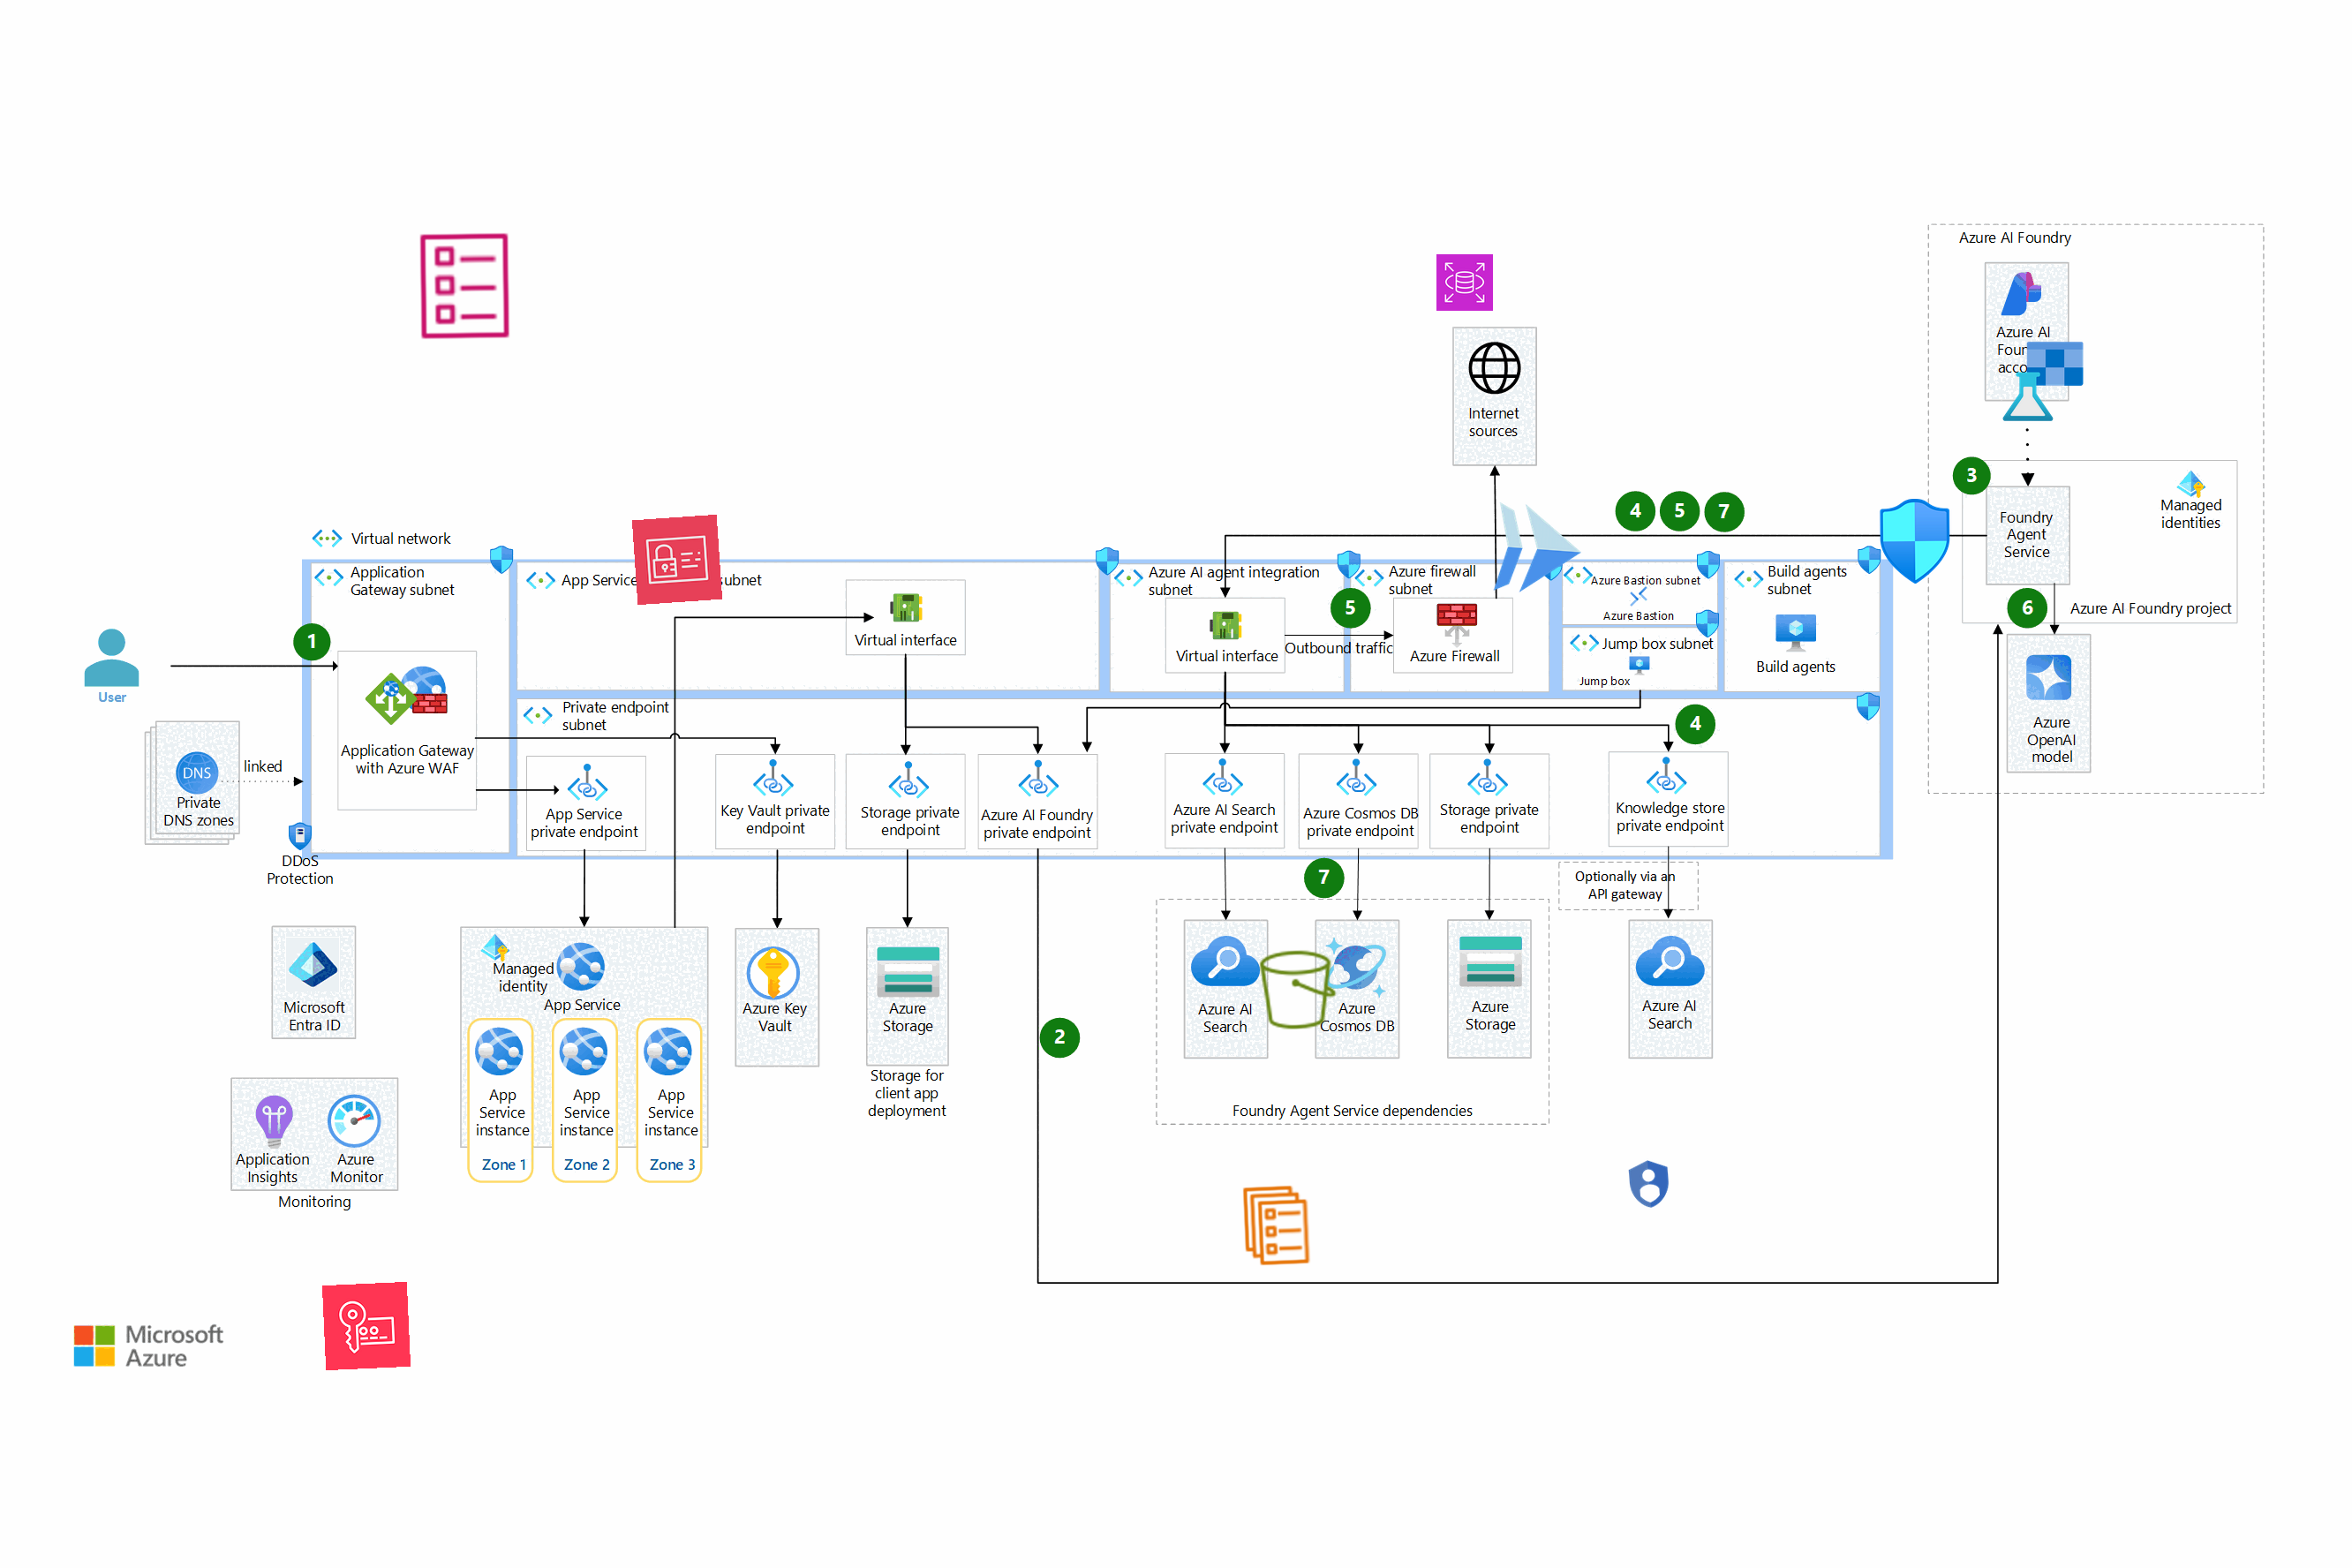 Azure AI Foundry
Azure AI
Internet
sources
3
Managed
identities
Foundry
Agent
Service
4
5
7
Virtual network
Application
Gateway subnet
App Service
subnet
Azure AI agent integration
subnet
Azure firewall
subnet
Azure Bastion subnet
Azure Bastion
Build agents
subnet
5
6
Azure AI Foundry project
1
Virtual interface
Virtual interface
Outbound traffic
Azure Firewall
Jump box subnet
Jump box
Build agents
User
Private endpoint
subnet
4
Azure
OpenAI
model
Application Gateway
with Azure WAF
linked
DNS
Private
DNS zones
App Service
private endpoint
Key Vault private
endpoint
Storage private
endpoint
Azure AI Foundry
private endpoint
Azure AI Search
private endpoint
Azure Cosmos DB
private endpoint
Storage private
endpoint
Knowledge store
private endpoint
DDoS
Protection
7
Optionally via an
API gateway
Microsoft
Entra ID
Managed
identity
App Service
Azure Key
Vault
Azure
Storage
Azure AI
Search
Azure
Cosmos DB
Azure
Storage
Azure AI
Search
2
Storage for
client app
deployment
App
Service
instance
App
Service
instance
App
Service
instance
Zone 1
Zone 2
Zone 3
Foundry Agent Service dependencies
Application
Insights
Azure
Monitor
Monitoring
Microsoft
Azure